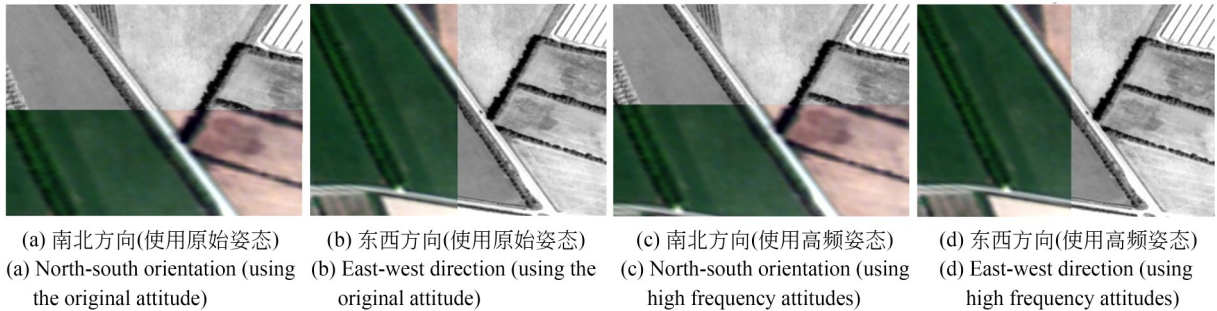 (a) 南北方向(使用原始姿态)
(a) North-south orientation (using
the original attitude)
(b) 东西方向(使用原始姿态)
(b) East-west direction (using the
original attitude)
(c) 南北方向(使用高频姿态)
(c) North-south orientation (using
high frequency attitudes)
(d) 东西方向(使用高频姿态)
(d) East-west direction (using
high frequency attitudes)